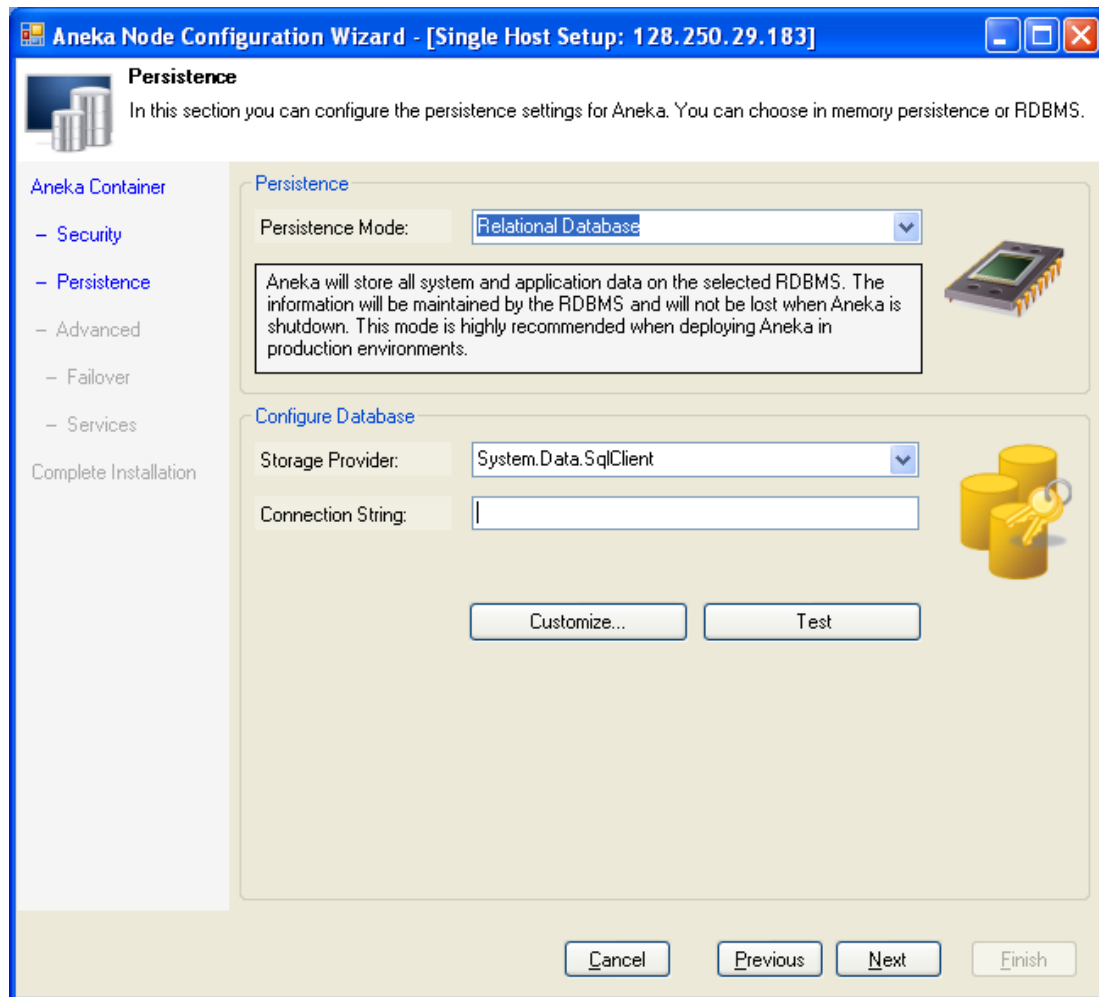 Aneka Node Configuration Wizard - [Single Host Setup: 128.250.29.183]
Persistence
In this section you can configure the persistence settings for Aneka. You can choose in memory persistence or RDBMS.
Aneka Container
– Security
– Persistence
– Advanced
– Failover
– Services
Complete Installation
Persistence
Persistence Mode: Relational Database
Aneka will store all system and application data on the selected RDBMS. The
information will be maintained by the RDBMS and will not be lost when Aneka is
shutdown. This mode is highly recommended when deploying Aneka in
production environments.
Configure Database
Storage Provider: System.Data.SqlClient
Connection String:
Customize... Test
Cancel Previous Next Finish